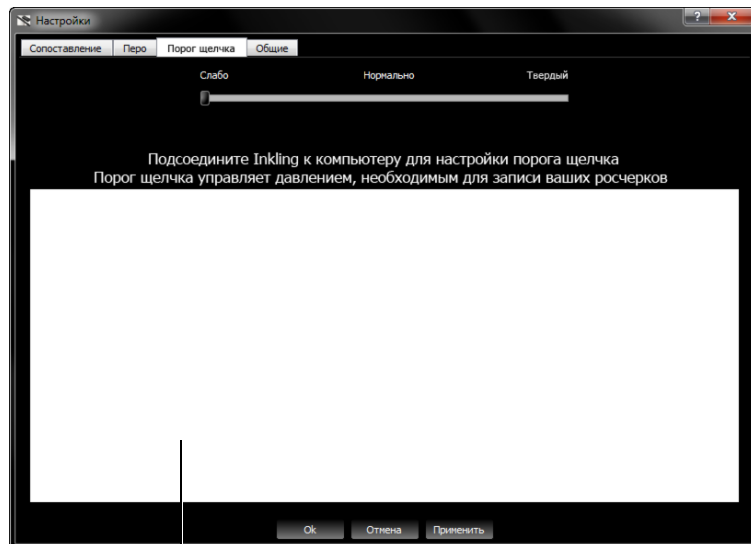 Настройки
? X
Сопоставление Перо Порог щелчка Общие
Слабо Нормально Твердый
Подсоедините Inkling к компьютеру для настройки порога щелчка
Порог щелчка управляет давлением, необходимым для записи ваших росчерков
Ok Отмена Применить